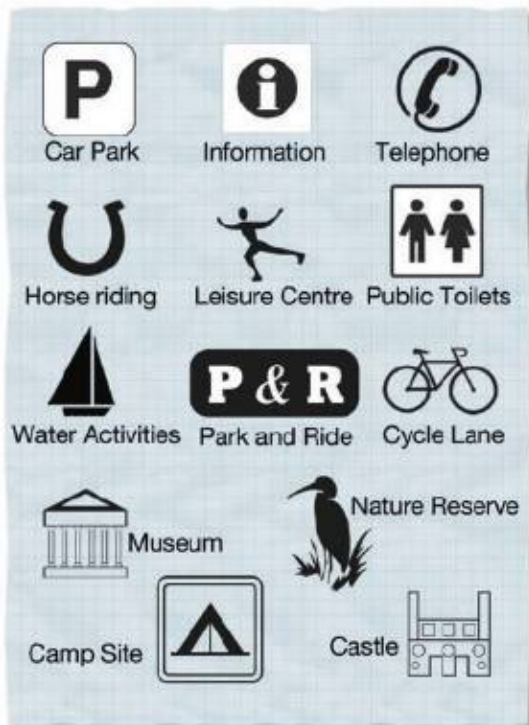 P
Car Park
i
Information
Telephone
Horse riding
Leisure Centre
Public Toilets
P & R
Water Activities
Park and Ride
Cycle Lane
Nature Reserve
Museum
Camp Site
Castle